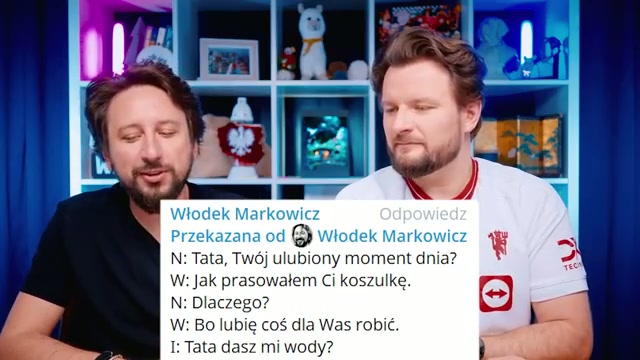 Włodek Markowicz
Odpowiedz
Przekazana od Włodek Markowicz
N: Tata, Twój ulubiony moment dnia?
W: Jak prasowałem Ci koszulkę.
N: Dlaczego?
W: Bo lubię coś dla Was robić.
I: Tata dasz mi wody?